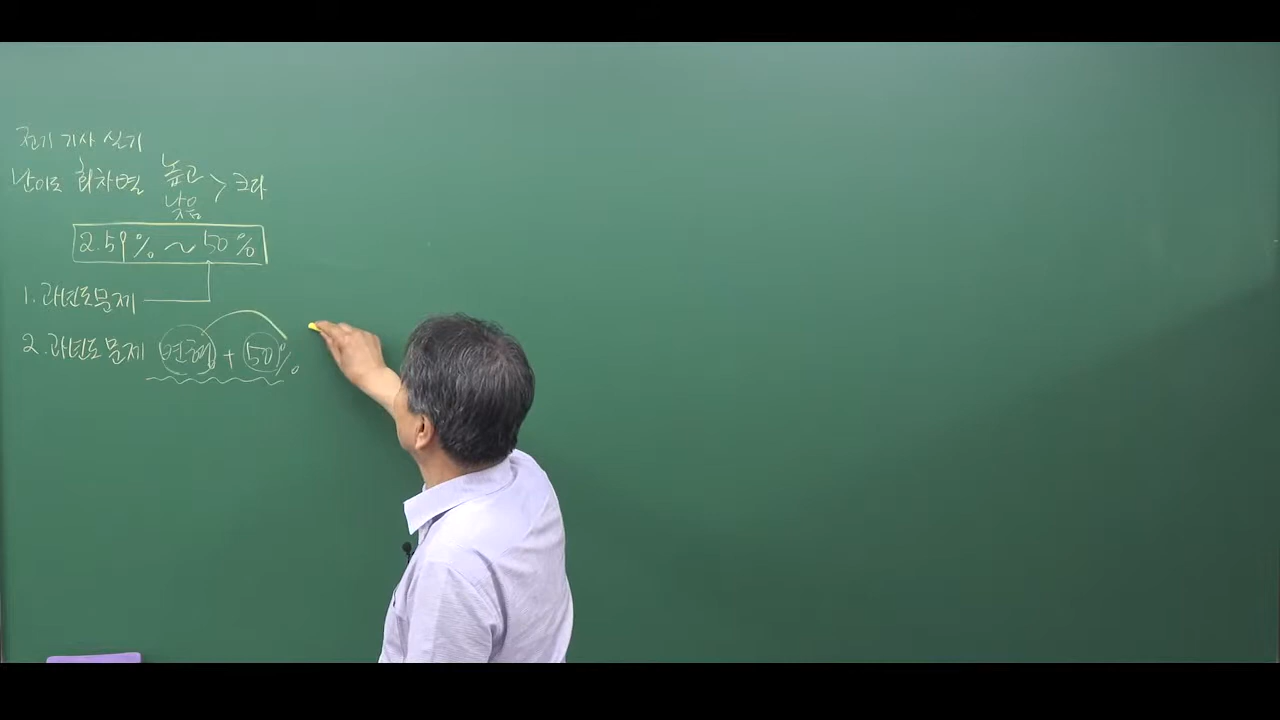 전기 기사 실기
난이도 회차별 높고 낮음 > 크다
2.59% ~ 50%
1. 과년도문제
2. 과년도 문제 변형 + 50%